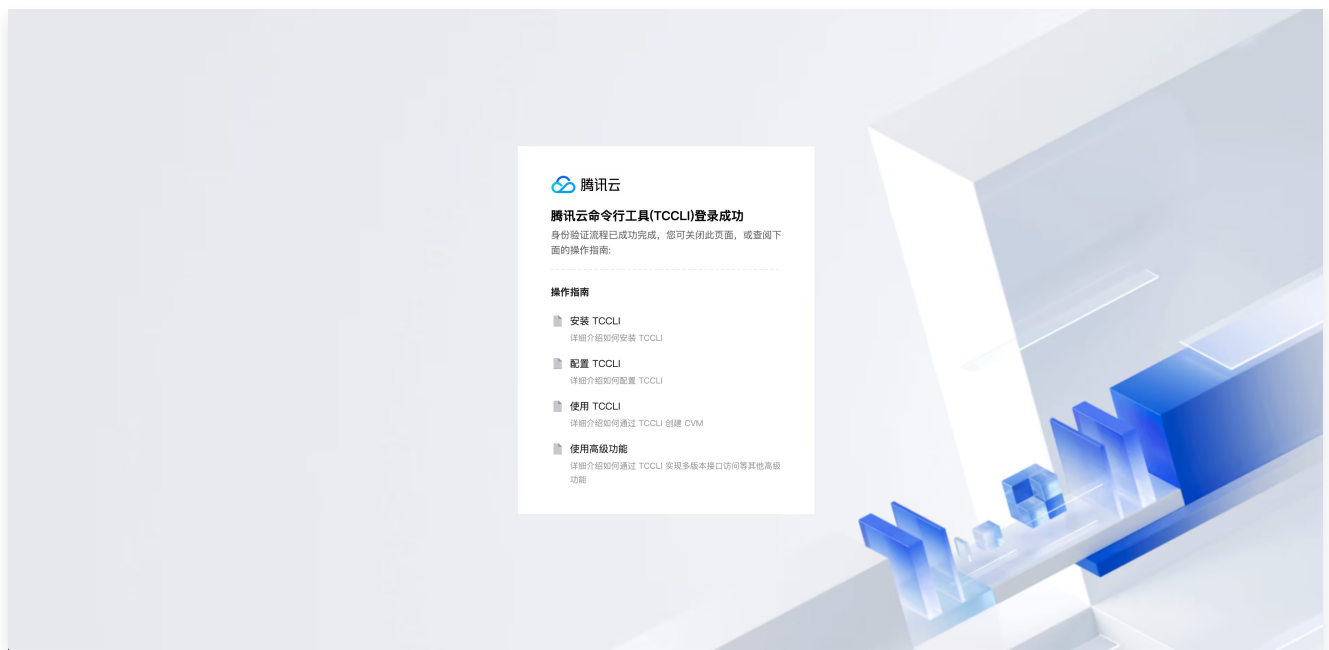 腾讯云
腾讯云命令行工具(TCCLI)登录成功
身份验证流程已成功完成，您可关闭此页面，或查阅下
面的操作指南:
操作指南
安装 TCCLI
详细介绍如何安装 TCCLI
配置 TCCLI
详细介绍如何配置 TCCLI
使用 TCCLI
详细介绍如何通过 TCCLI 创建 CVM
使用高级功能
详细介绍如何通过 TCCLI 实现多版本接口访问等其他高级
功能